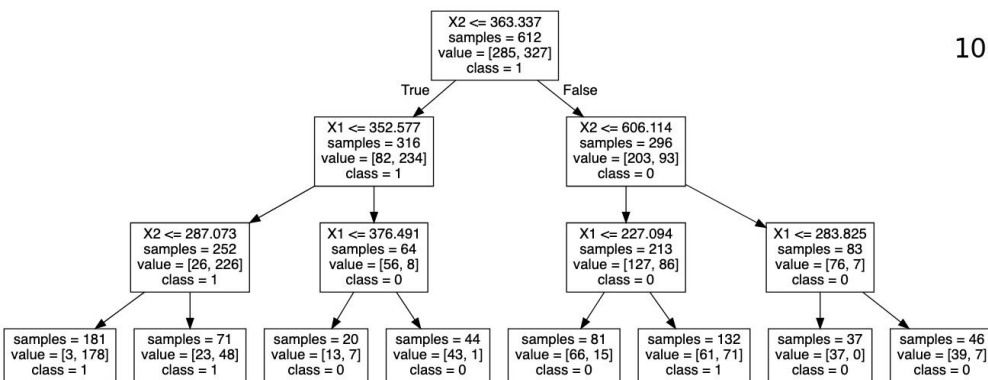 X2 <= 363.337
samples = 612
value = [285, 327]
class = 1
10
True
False
X1 <= 352.577
samples = 316
value = [82, 234]
class = 1
X2 <= 606.114
samples = 296
value = [203, 93]
class = 0
X2 <= 287.073
samples = 252
value = [26, 226]
class = 1
X1 <= 376.491
samples = 64
value = [56, 8]
class = 0
X1 <= 227.094
samples = 213
value = [127, 86]
class = 0
X1 <= 283.825
samples = 83
value = [76, 7]
class = 0
samples = 181
value = [3, 178]
class = 1
samples = 71
value = [23, 48]
class = 1
samples = 20
value = [13, 7]
class = 0
samples = 44
value = [43, 1]
class = 0
samples = 81
value = [66, 15]
class = 0
samples = 132
value = [61, 71]
class = 1
samples = 37
value = [37, 0]
class = 0
samples = 46
value = [39, 7]
class = 0